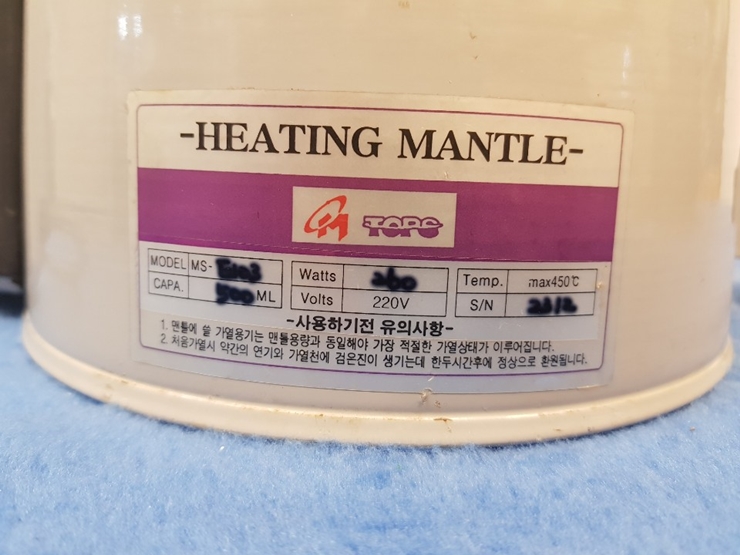 -HEATING MANTLE-
TOPS
MODEL MS-E103 Watts 260 Temp. max450℃
CAPA. 500 ML Volts 220V S/N
-사용하기전 유의사항-
1. 맨틀에 쓸 가열용기는 맨틀용량과 동일해야 가장 적절한 가열상태가 이루어집니다.
2. 처음가열시 약간의 연기와 가열천에 검은진이 생기는데 한두시간후에 정상으로 환원됩니다.